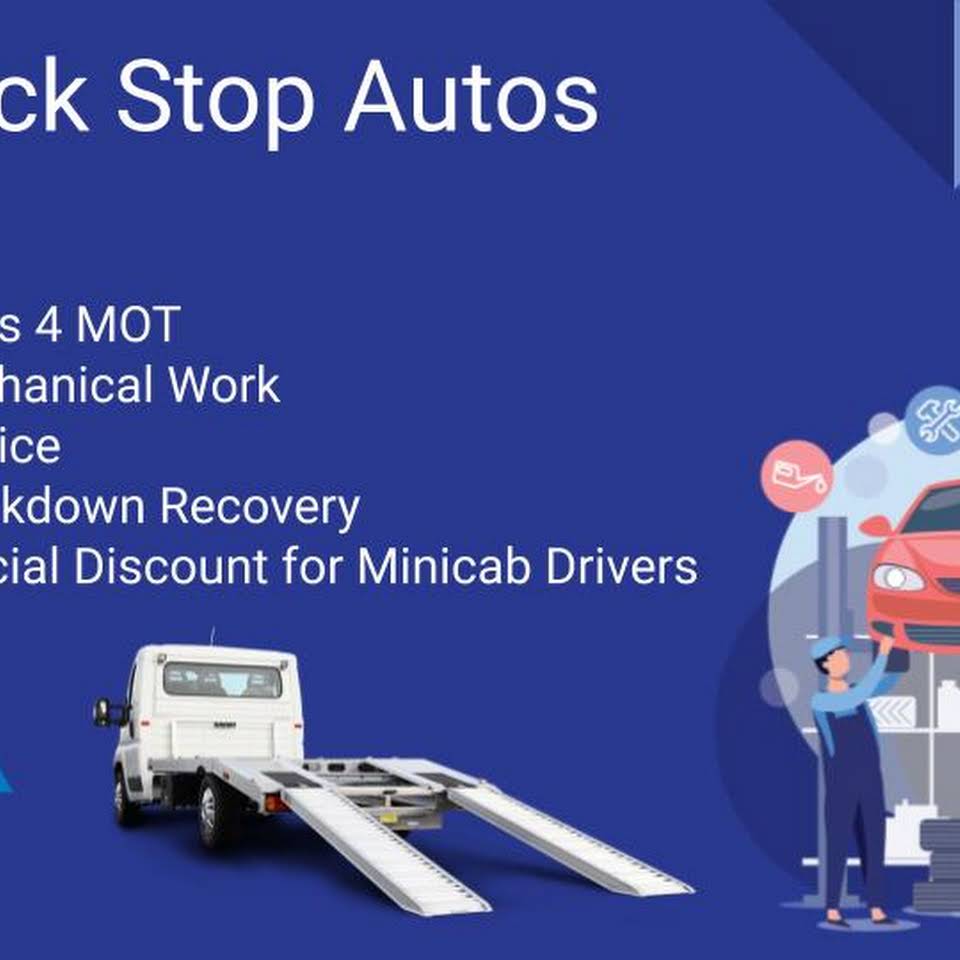 ck Stop Autos
s 4 MOT
hanical Work
ice
kdown Recovery
cial Discount for Minicab Drivers